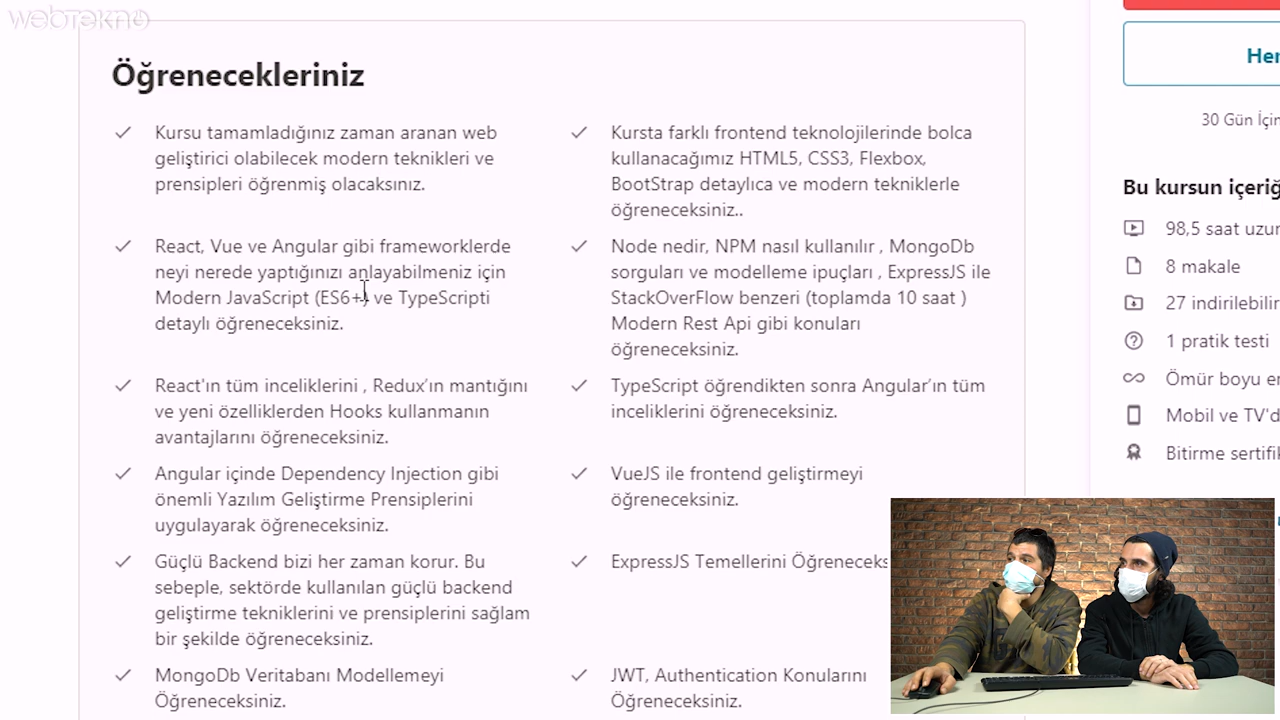 webtekno
Öğrenecekleriniz
Kursu tamamladığınız zaman aranan web
geliştirici olabilecek modern teknikleri ve
prensipleri öğrenmiş olacaksınız.
React, Vue ve Angular gibi frameworklerde
neyi nerede yaptığınızı anlayabilmeniz için
Modern JavaScript (ES6+) ve TypeScripti
detaylı öğreneceksiniz.
React'ın tüm inceliklerini , Redux’ın mantığını
ve yeni özelliklerden Hooks kullanmanın
avantajlarını öğreneceksiniz.
Angular içinde Dependency Injection gibi
önemli Yazılım Geliştirme Prensiplerini
uygulayarak öğreneceksiniz.
Güçlü Backend bizi her zaman korur. Bu
sebeple, sektörde kullanılan güçlü backend
geliştirme tekniklerini ve prensiplerini sağlam
bir şekilde öğreneceksiniz.
MongoDb Veritabanı Modellemeyi
Öğreneceksiniz.
Kursta farklı frontend teknolojilerinde bolca
kullanacağımız HTML5, CSS3, Flexbox,
BootStrap detaylıca ve modern tekniklerle
öğreneceksiniz..
Node nedir, NPM nasıl kullanılır , MongoDb
sorguları ve modelleme ipuçları , ExpressJS ile
StackOverFlow benzeri (toplamda 10 saat )
Modern Rest Api gibi konuları
öğreneceksiniz.
TypeScript öğrendikten sonra Angular’ın tüm
inceliklerini öğreneceksiniz.
VueJS ile frontend geliştirmeyi
öğreneceksiniz.
ExpressJS Temellerini Öğreneceks
JWT, Authentication Konularını
Öğreneceksiniz.
Her
30 Gün İçin
Bu kursun içeriğ
98,5 saat uzun
8 makale
27 indirilebilir
1 pratik testi
Ömür boyu er
Mobil ve TV'd
Bitirme sertifik